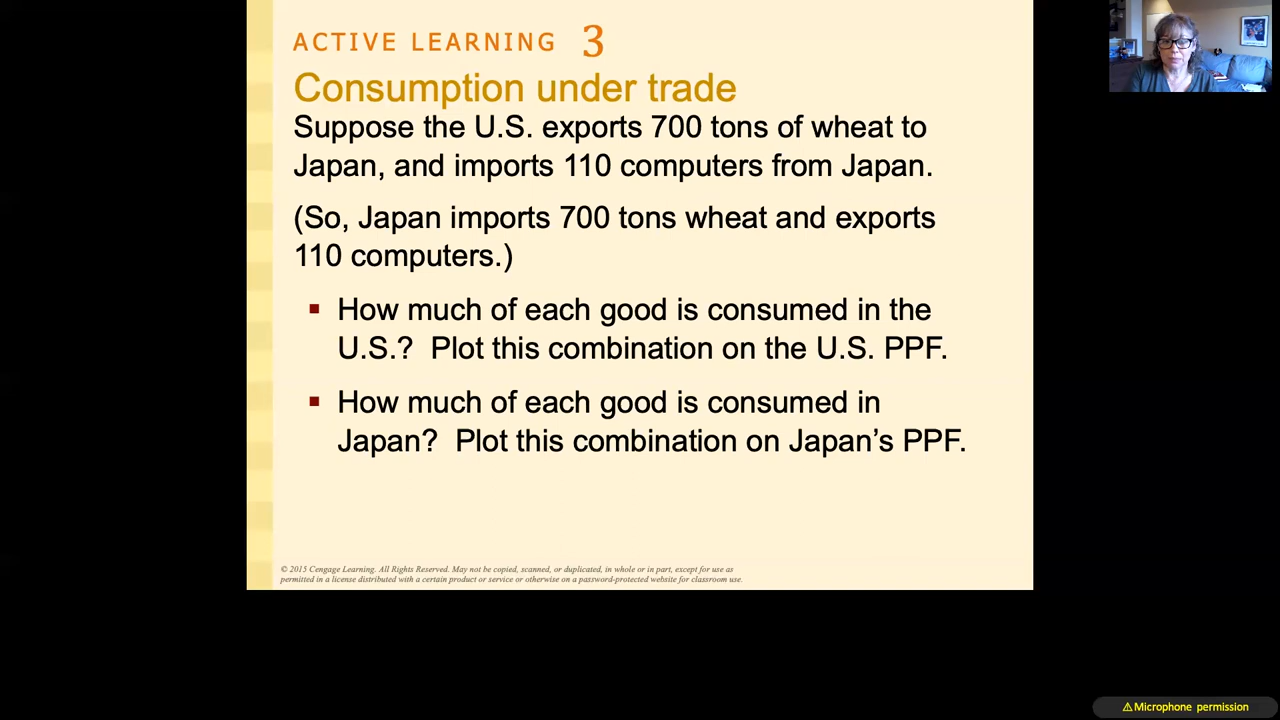 ACTIVE LEARNING 3
Consumption under trade
Suppose the U.S. exports 700 tons of wheat to
Japan, and imports 110 computers from Japan.
(So, Japan imports 700 tons wheat and exports
110 computers.)
▪ How much of each good is consumed in the
U.S.? Plot this combination on the U.S. PPF.
▪ How much of each good is consumed in
Japan? Plot this combination on Japan’s PPF.
© 2015 Cengage Learning. All Rights Reserved. May not be copied, scanned, or duplicated, in whole or in part, except for use as
permitted in a license distributed with a certain product or service or otherwise on a password-protected website for classroom use.
⚠Microphone permission